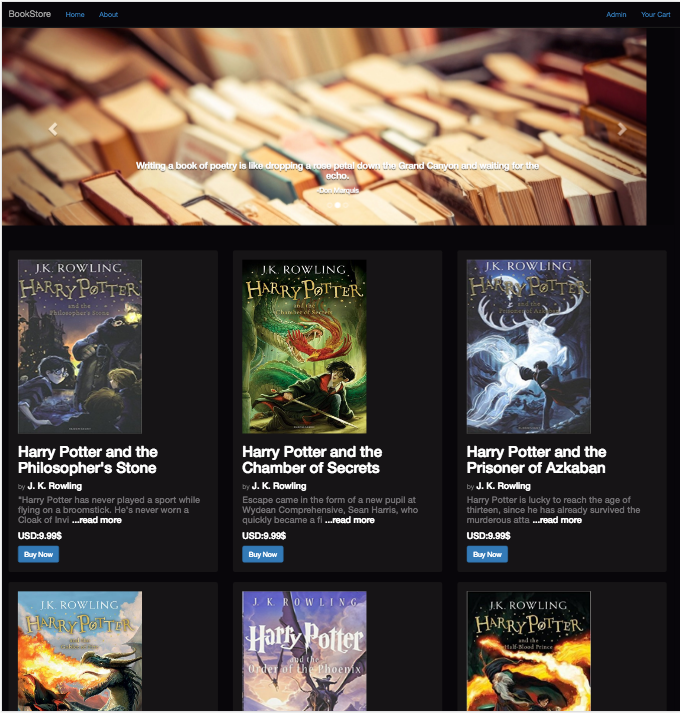 BookStore Home About Admin Your Cart
Writing a book of poetry is like dropping a rose petal down the Grand Canyon and waiting for the
echo.
Don Marquis
J.K. ROWLING J.K. ROWLING J.K. ROWLING
HARRY POTTER HARRY POTTER HARRY POTTER
and the and the and the
Philosopher's Stone Chamber of Secrets Prisoner of Azkaban
Harry Potter and the
Philosopher's Stone
by J. K. Rowling
"Harry Potter has never played a sport while
flying on a broomstick. He's never worn a
Cloak of Invi ...read more
USD:9.99$
Buy Now
Harry Potter and the
Chamber of Secrets
by J. K. Rowling
Escape came in the form of a new pupil at
Wydean Comprehensive, Sean Harris, who
quickly became a fi ...read more
USD:9.99$
Buy Now
Harry Potter and the
Prisoner of Azkaban
by J. K. Rowling
Harry Potter is lucky to reach the age of
thirteen, since he has already survived the
murderous atta ...read more
USD:9.99$
Buy Now
J.K. ROWLING
HARRY POTTER
and the
J.K. ROWLING
Harry Potter
and the
Order of the Phoenix
J.K. ROWLING
HARRY POTTER
and the
Half-Blood Prince